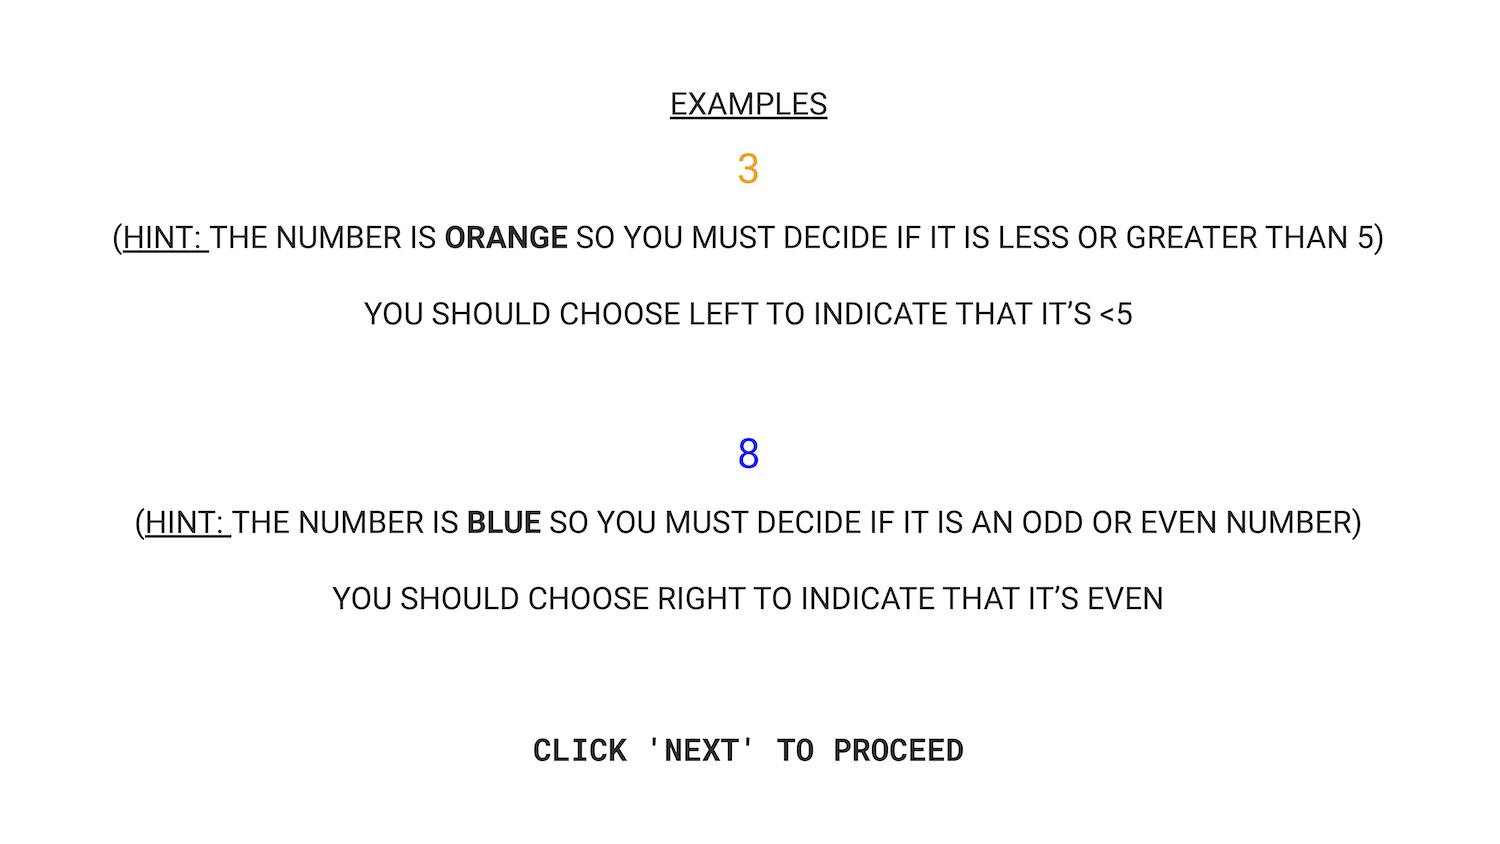 EXAMPLES
3
(HINT: THE NUMBER IS ORANGE SO YOU MUST DECIDE IF IT IS LESS OR GREATER THAN 5)
YOU SHOULD CHOOSE LEFT TO INDICATE THAT IT’S <5
8
(HINT: THE NUMBER IS BLUE SO YOU MUST DECIDE IF IT IS AN ODD OR EVEN NUMBER)
YOU SHOULD CHOOSE RIGHT TO INDICATE THAT IT’S EVEN
CLICK 'NEXT' TO PROCEED